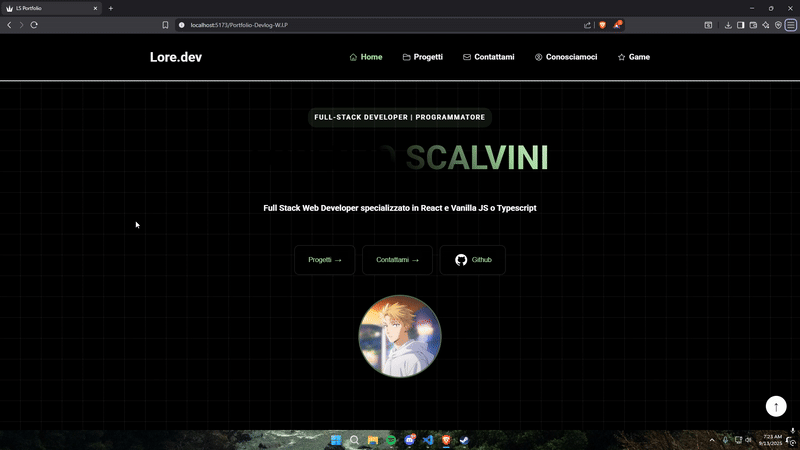 LS Portfolio
localhost:5173/Portfolio-Devlog-W.I.P
Lore.dev
Home
Progetti
Contattami
Conosciamoci
Game
FULL-STACK DEVELOPER | PROGRAMMATORE
SCALVINI
Full Stack Web Developer specializzato in React e Vanilla JS o Typescript
Progetti →
Contattami →
Github
7:23 AM
9/13/2025